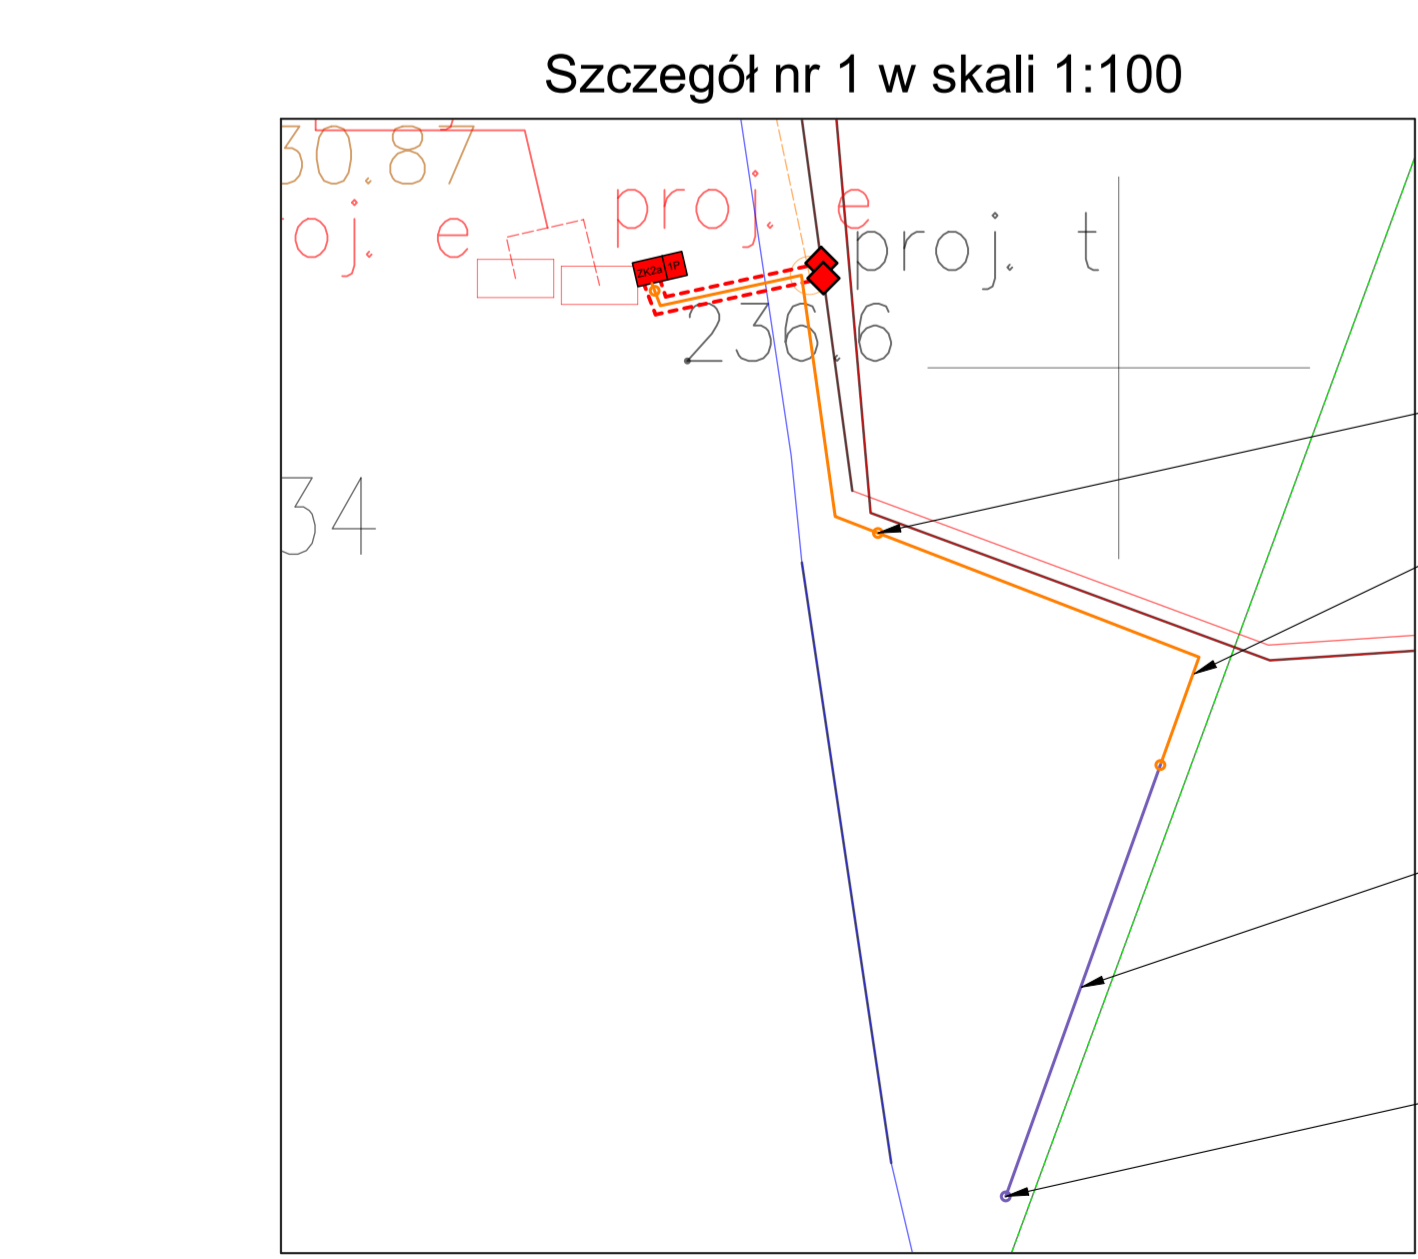 Szczegół nr 1 w skali 1:100
30.87
oj. e
proj. e
proj. t
ZK2a 1P
236.6
34